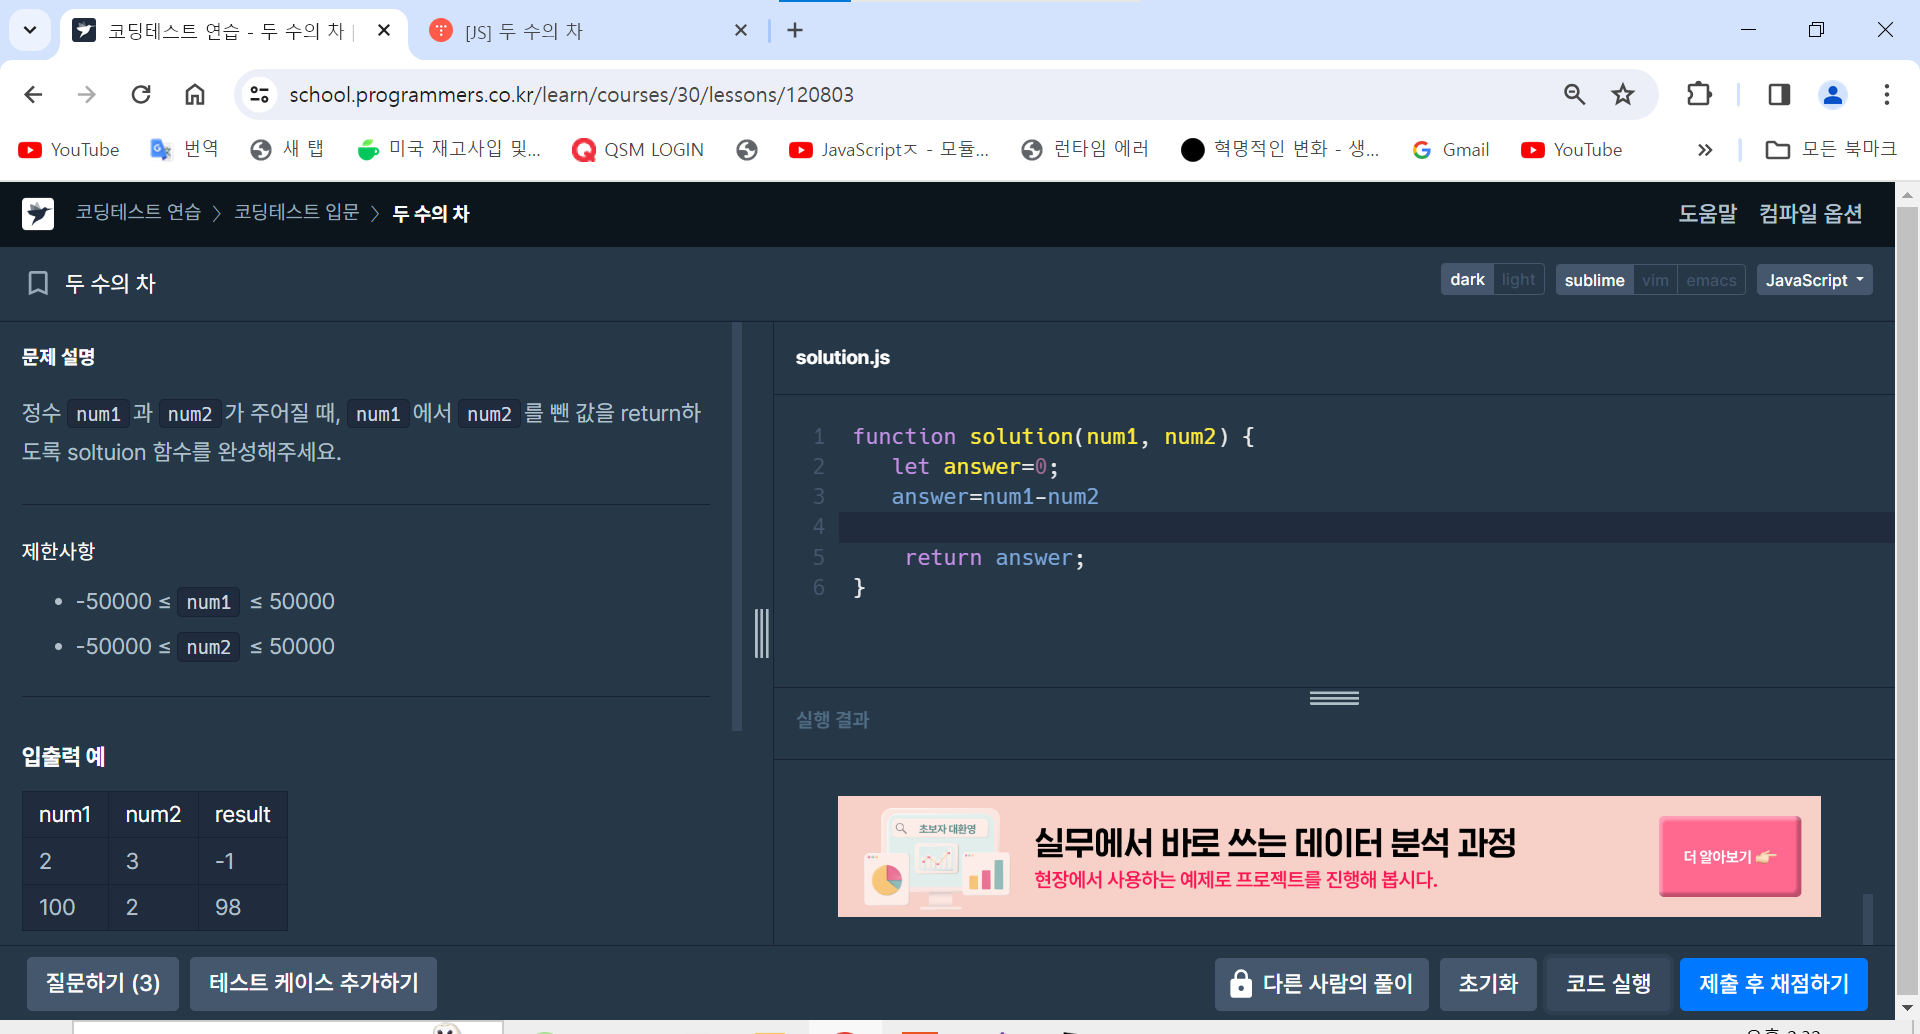 코딩테스트 연습 - 두 수의 차 |
[JS] 두 수의 차
school.programmers.co.kr/learn/courses/30/lessons/120803
YouTube
번역
새 탭
미국 재고사입 및...
QSM LOGIN
JavaScriptㅈ - 모듈...
런타임 에러
혁명적인 변화 - 생...
Gmail
YouTube
모든 북마크
코딩테스트 연습 > 코딩테스트 입문 > 두 수의 차
도움말
컴파일 옵션
두 수의 차
dark light
sublime vim emacs
JavaScript
문제 설명
정수 num1 과 num2 가 주어질 때, num1 에서 num2 를 뺀 값을 return하
도록 soltuion 함수를 완성해주세요.
제한사항
• -50000 ≤ num1 ≤ 50000
• -50000 ≤ num2 ≤ 50000
입출력 예
num1 num2 result
2 3 -1
100 2 98
solution.js
1 function solution(num1, num2) {
2 let answer=0;
3 answer=num1-num2
4
5 return answer;
6 }
실행 결과
초보자 대환영
실무에서 바로 쓰는 데이터 분석 과정
현장에서 사용하는 예제로 프로젝트를 진행해 봅시다.
더 알아보기
질문하기 (3)
테스트 케이스 추가하기
다른 사람의 풀이
초기화
코드 실행
제출 후 채점하기